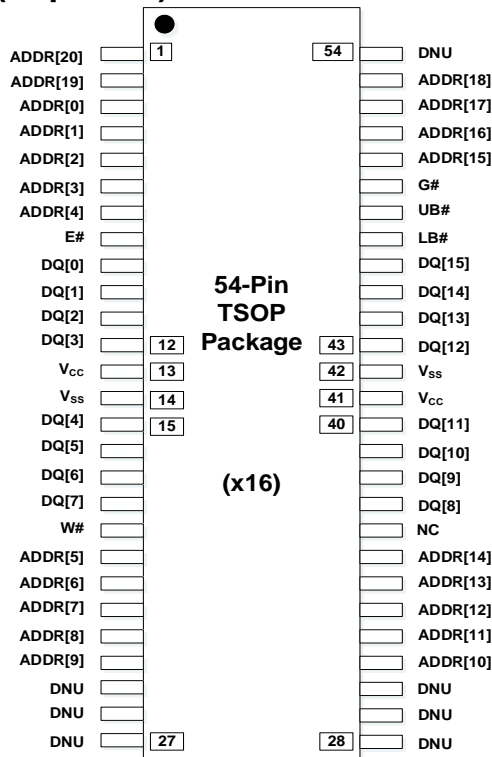 ADDR[20] 1 54 DNU
ADDR[19] ADDR[18]
ADDR[0] ADDR[17]
ADDR[1] ADDR[16]
ADDR[2] ADDR[15]
ADDR[3] G#
ADDR[4] UB#
E# LB#
DQ[0] DQ[15]
DQ[1] 54-Pin DQ[14]
DQ[2] TSOP DQ[13]
DQ[3] 12 Package 43 DQ[12]
VCC 13 42 VSS
VSS 14 41 VCC
DQ[4] 15 40 DQ[11]
DQ[5] DQ[10]
DQ[6] (x16) DQ[9]
DQ[7] DQ[8]
W# NC
ADDR[5] ADDR[14]
ADDR[6] ADDR[13]
ADDR[7] ADDR[12]
ADDR[8] ADDR[11]
ADDR[9] ADDR[10]
DNU DNU
DNU DNU
DNU 27 28 DNU